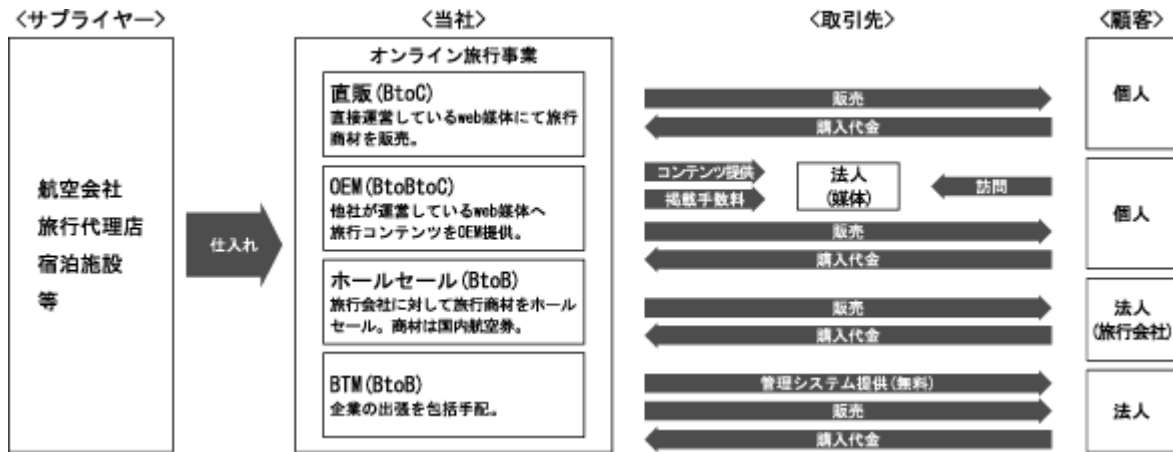 〈サプライヤー〉
〈当社〉
〈取引先〉
〈顧客〉
航空会社
旅行代理店
宿泊施設
等
仕入れ
オンライン旅行事業
直販(BtoC)
直接運営しているweb媒体にて旅行
商材を販売。
販売
購入代金
個人
OEM(BtoBtoC)
他社が運営しているweb媒体へ
旅行コンテンツをOEM提供。
コンテンツ提供
掲載手数料
法人
(媒体)
訪問
販売
購入代金
個人
ホールセール(BtoB)
旅行会社に対して旅行商材をホール
セール。商材は国内航空券。
販売
購入代金
法人
(旅行会社)
BTM(BtoB)
企業の出張を包括手配。
管理システム提供(無料)
販売
購入代金
法人